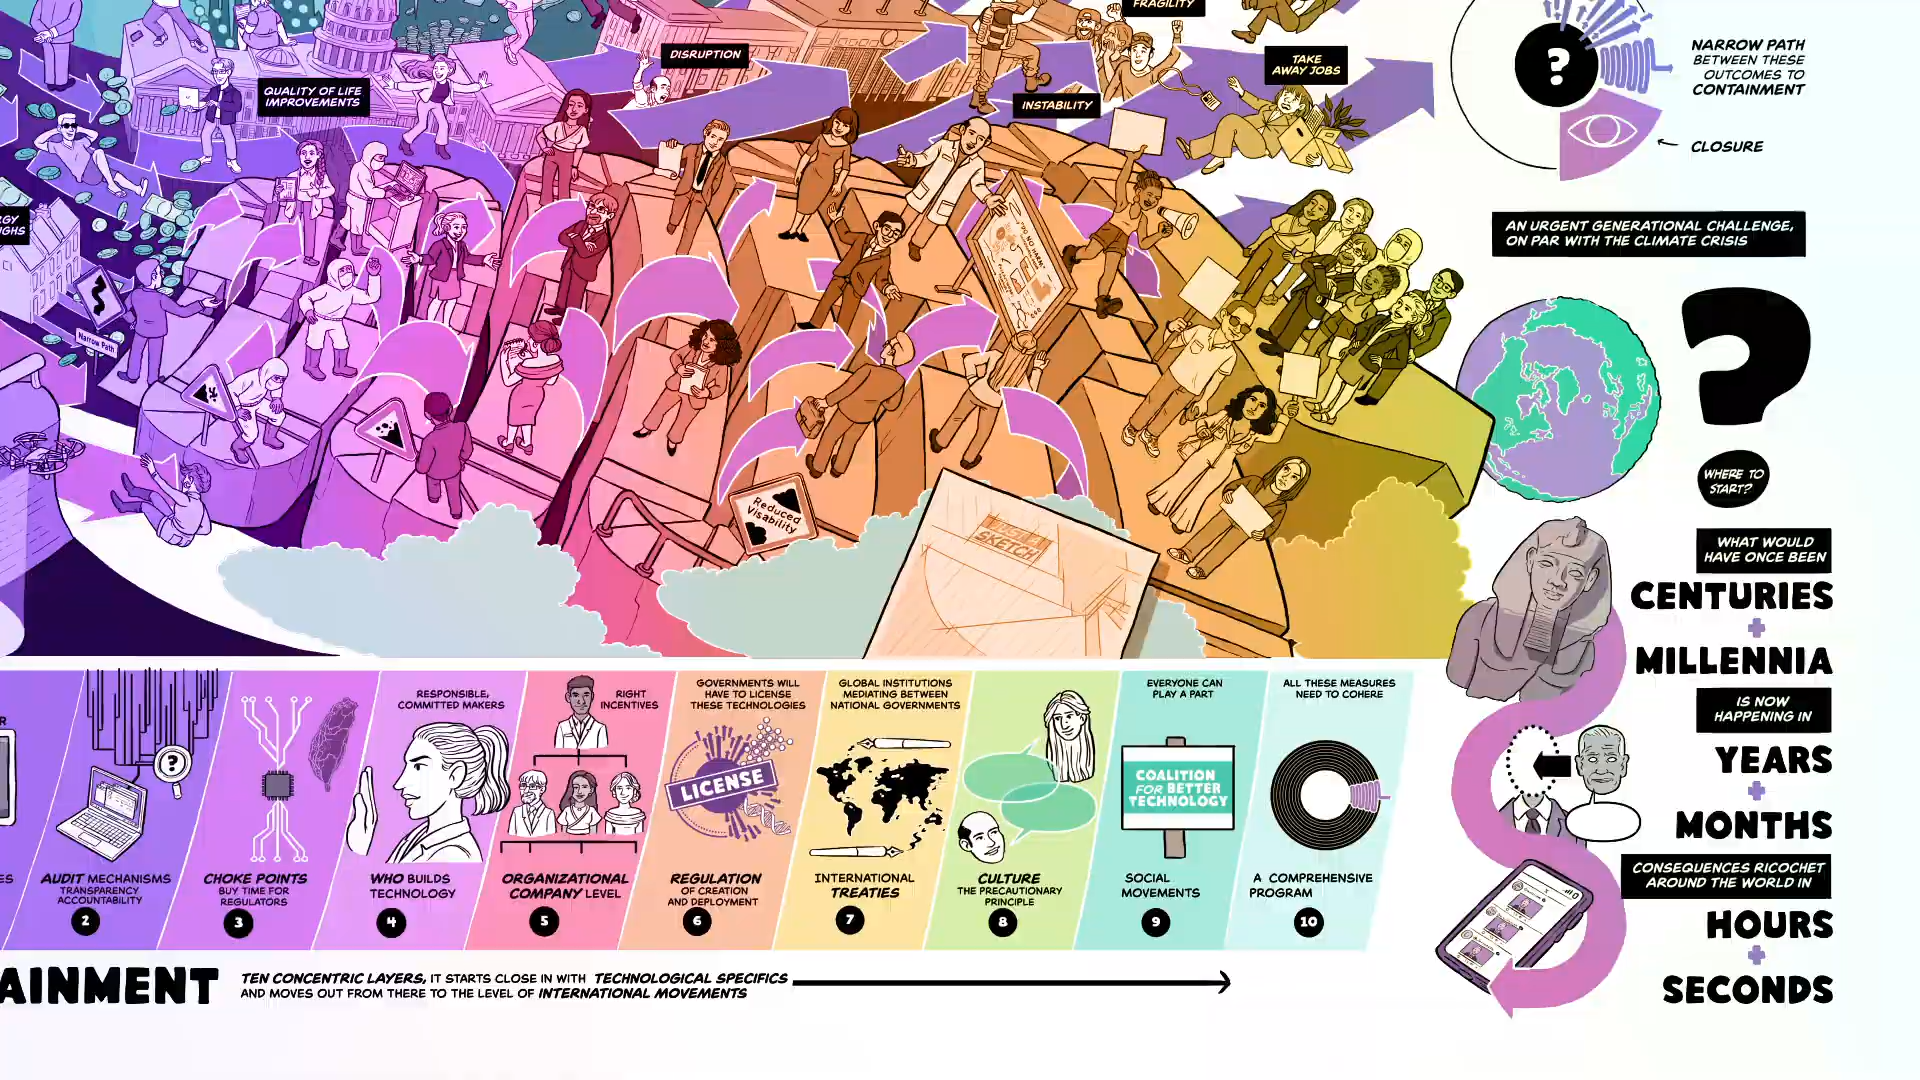 FRAGILITY
DISRUPTION
QUALITY OF LIFE
IMPROVEMENTS
INSTABILITY
TAKE
AWAY JOBS
Narrow Path
Reduced
Visability
SKETCH
?
NARROW PATH
BETWEEN THESE
OUTCOMES TO
CONTAINMENT
CLOSURE
AN URGENT GENERATIONAL CHALLENGE,
ON PAR WITH THE CLIMATE CRISIS
?
WHERE TO
START?
WHAT WOULD
HAVE ONCE BEEN
CENTURIES
+
MILLENNIA
IS NOW
HAPPENING IN
YEARS
+
MONTHS
CONSEQUENCES RICOCHET
AROUND THE WORLD IN
HOURS
+
SECONDS
?
AUDIT MECHANISMS
TRANSPARENCY
ACCOUNTABILITY
2
CHOKE POINTS
BUY TIME FOR
REGULATORS
3
RESPONSIBLE,
COMMITTED MAKERS
WHO BUILDS
TECHNOLOGY
4
RIGHT
INCENTIVES
ORGANIZATIONAL
COMPANY LEVEL
5
GOVERNMENTS WILL
HAVE TO LICENSE
THESE TECHNOLOGIES
LICENSE
REGULATION
OF CREATION
AND DEPLOYMENT
6
GLOBAL INSTITUTIONS
MEDIATING BETWEEN
NATIONAL GOVERNMENTS
INTERNATIONAL
TREATIES
7
CULTURE
THE PRECAUTIONARY
PRINCIPLE
8
EVERYONE CAN
PLAY A PART
COALITION
FOR BETTER
TECHNOLOGY
SOCIAL
MOVEMENTS
9
ALL THESE MEASURES
NEED TO COHERE
A COMPREHENSIVE
PROGRAM
10
AINMENT
TEN CONCENTRIC LAYERS, IT STARTS CLOSE IN WITH TECHNOLOGICAL SPECIFICS
AND MOVES OUT FROM THERE TO THE LEVEL OF INTERNATIONAL MOVEMENTS